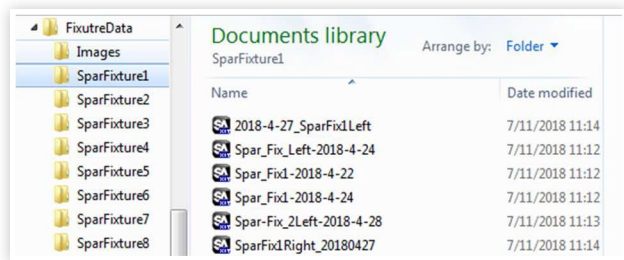 FixutreData
Images
SparFixture1
SparFixture2
SparFixture3
SparFixture4
SparFixture5
SparFixture6
SparFixture7
SparFixture8
Documents library
SparFixture1
Arrange by: Folder
Name Date modified
2018-4-27_SparFix1Left 7/11/2018 11:14
Spar_Fix_Left-2018-4-24 7/11/2018 11:12
Spar_Fix1-2018-4-22 7/11/2018 11:12
Spar_Fix1-2018-4-24 7/11/2018 11:12
Spar-Fix_2Left-2018-4-28 7/11/2018 11:13
SparFix1Right_20180427 7/11/2018 11:14